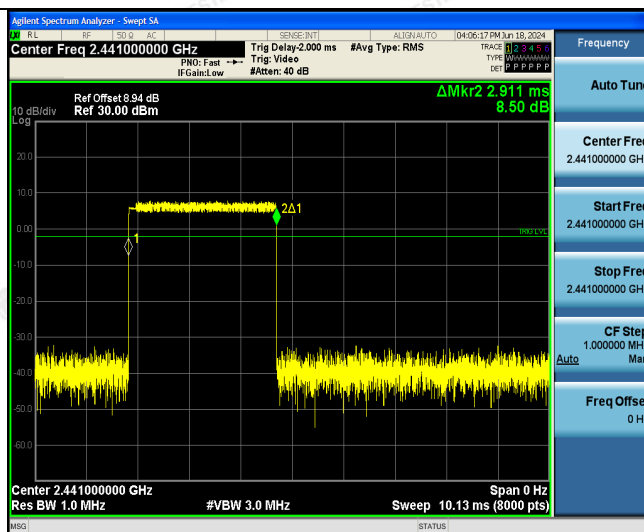 Agilent Spectrum Analyzer - Swept SA
LXI RL RF 50 Ω AC SENSE:INT ALIGN AUTO 04:06:17 PM Jun 18, 2024
Center Freq 2.441000000 GHz
PNO: Fast
IFGain:Low
Trig Delay-2.000 ms
Trig: Video
#Atten: 40 dB
#Avg Type: RMS
TRACE 1 2 3 4 5 6
TYPE WWWWWW
DET P P P P P P
Frequency
ΔMkr2 2.911 ms
8.50 dB
Ref Offset 8.94 dB
Ref 30.00 dBm
10 dB/div
Log
20.0
10.0
0.00
-10.0
-20.0
-30.0
-40.0
-50.0
-60.0
2Δ1
1
TRIG LVL
Center 2.441000000 GHz
Span 0 Hz
Res BW 1.0 MHz
#VBW 3.0 MHz
Sweep 10.13 ms (8000 pts)
Auto Tune
Center Freq
2.441000000 GH
Start Freq
2.441000000 GH
Stop Freq
2.441000000 GH
CF Step
1.000000 MH
Auto Man
Freq Offse
0 H
MSG
STATUS